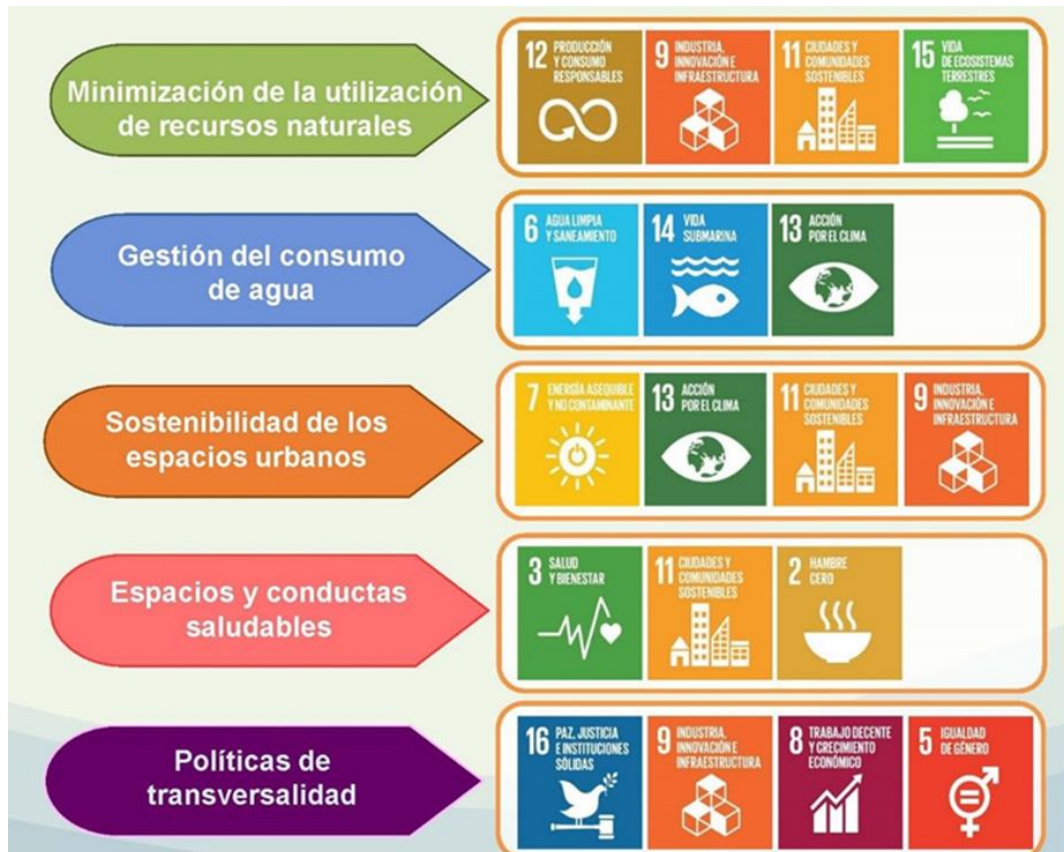 Minimización de la utilización
de recursos naturales
12 PRODUCCIÓN
Y CONSUMO
RESPONSABLES
9 INDUSTRIA,
INNOVACIÓN E
INFRAESTRUCTURA
11 CIUDADES Y
COMUNIDADES
SOSTENIBLES
15 VIDA
DE ECOSISTEMAS
TERRESTRES
Gestión del consumo
de agua
6 AGUA LIMPIA
Y SANEAMIENTO
14 VIDA
SUBMARINA
13 ACCIÓN
POR EL CLIMA
Sostenibilidad de los
espacios urbanos
7 ENERGÍA ASEQUIBLE
Y NO CONTAMINANTE
13 ACCIÓN
POR EL CLIMA
11 CIUDADES Y
COMUNIDADES
SOSTENIBLES
9 INDUSTRIA,
INNOVACIÓN E
INFRAESTRUCTURA
Espacios y conductas
saludables
3 SALUD
Y BIENESTAR
11 CIUDADES Y
COMUNIDADES
SOSTENIBLES
2 HAMBRE
CERO
Políticas de
transversalidad
16 PAZ, JUSTICIA
E INSTITUCIONES
SÓLIDAS
9 INDUSTRIA,
INNOVACIÓN E
INFRAESTRUCTURA
8 TRABAJO DECENTE
Y CRECIMIENTO
ECONÓMICO
5 IGUALDAD
DE GÉNERO